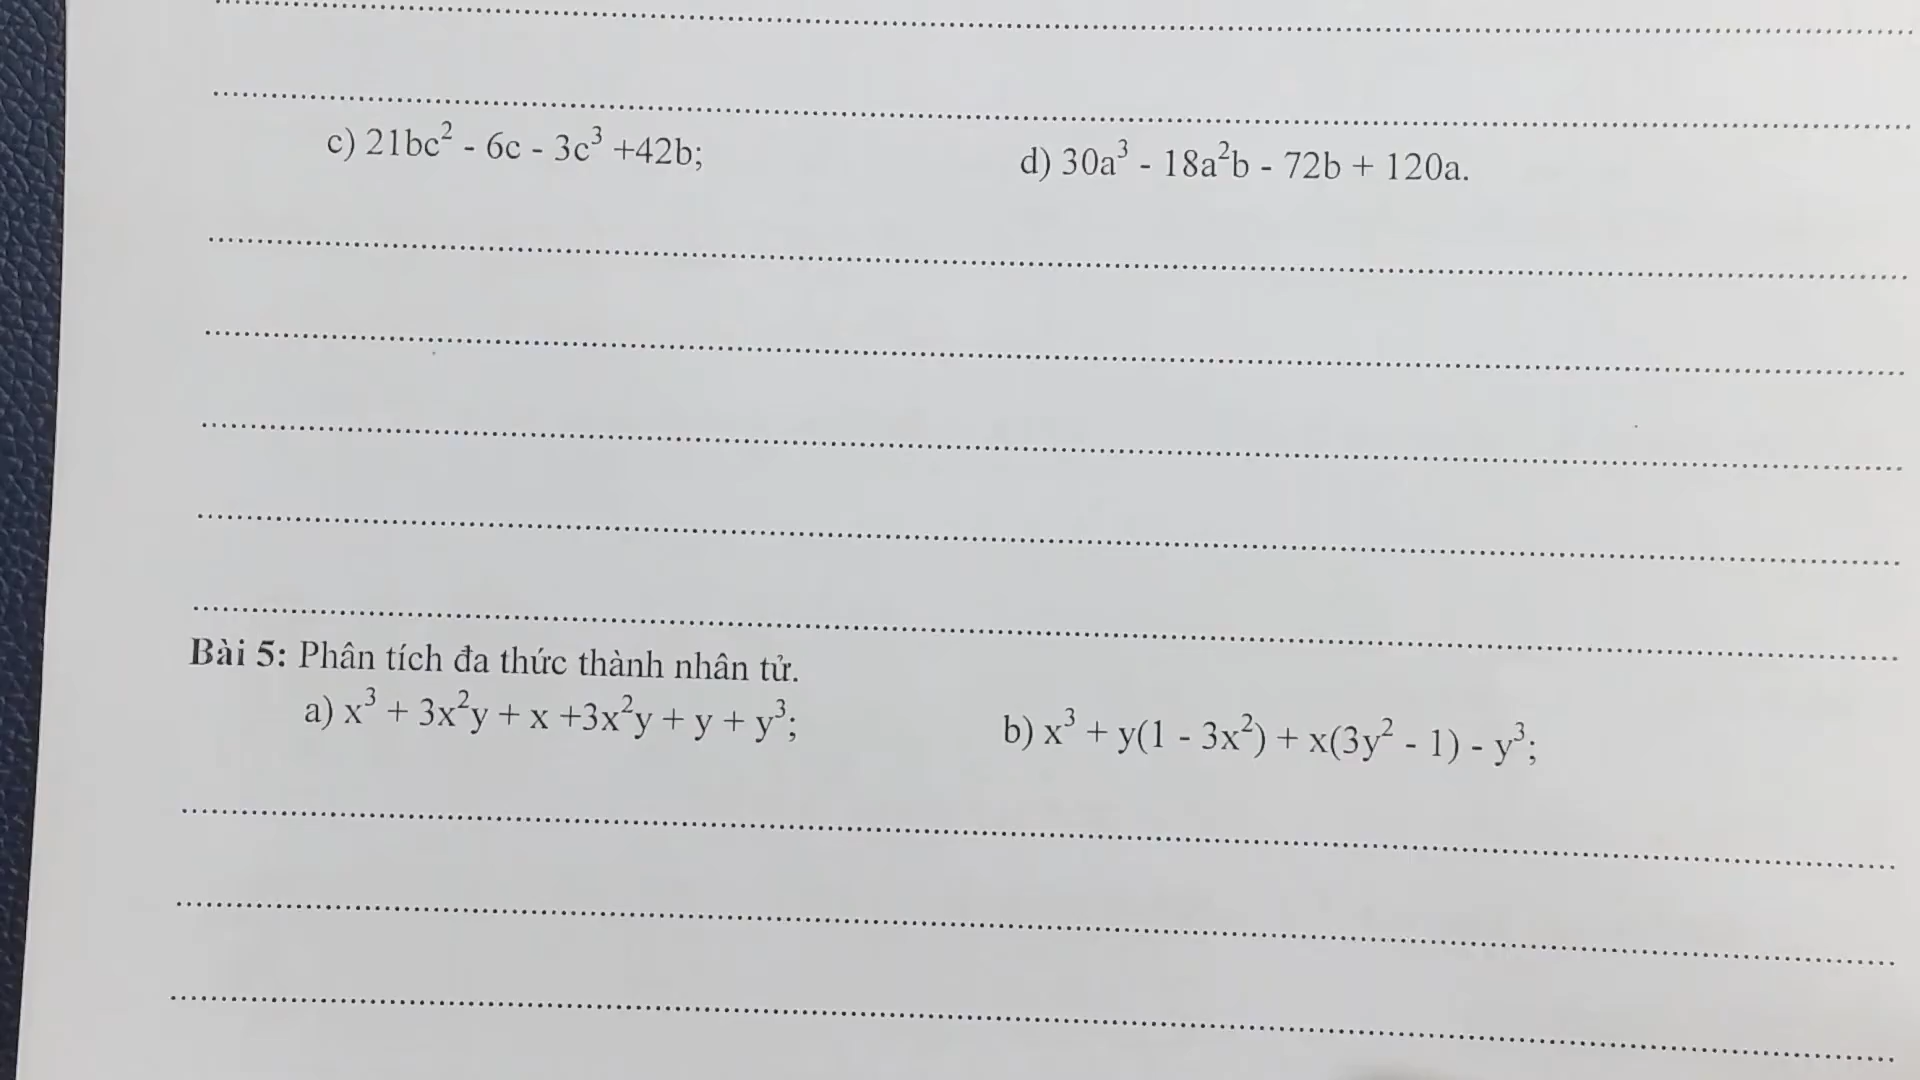 c) 21bc² - 6c - 3c³ +42b;
d) 30a³ - 18a²b - 72b + 120a.
Bài 5: Phân tích đa thức thành nhân tử.
a) x³ + 3x²y + x +3x²y + y + y³;
b) x³ + y(1 - 3x²) + x(3y² - 1) - y³;